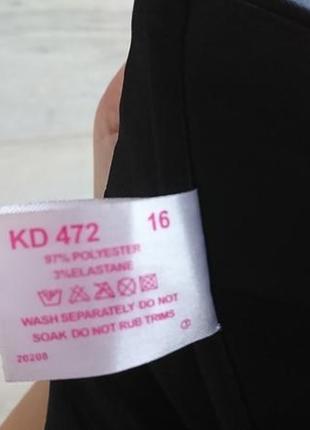 KD 472 16
97% POLYESTER
3%ELASTANE
WASH SEPARATELY DO NOT
SOAK DO NOT RUB TRIMS
20208